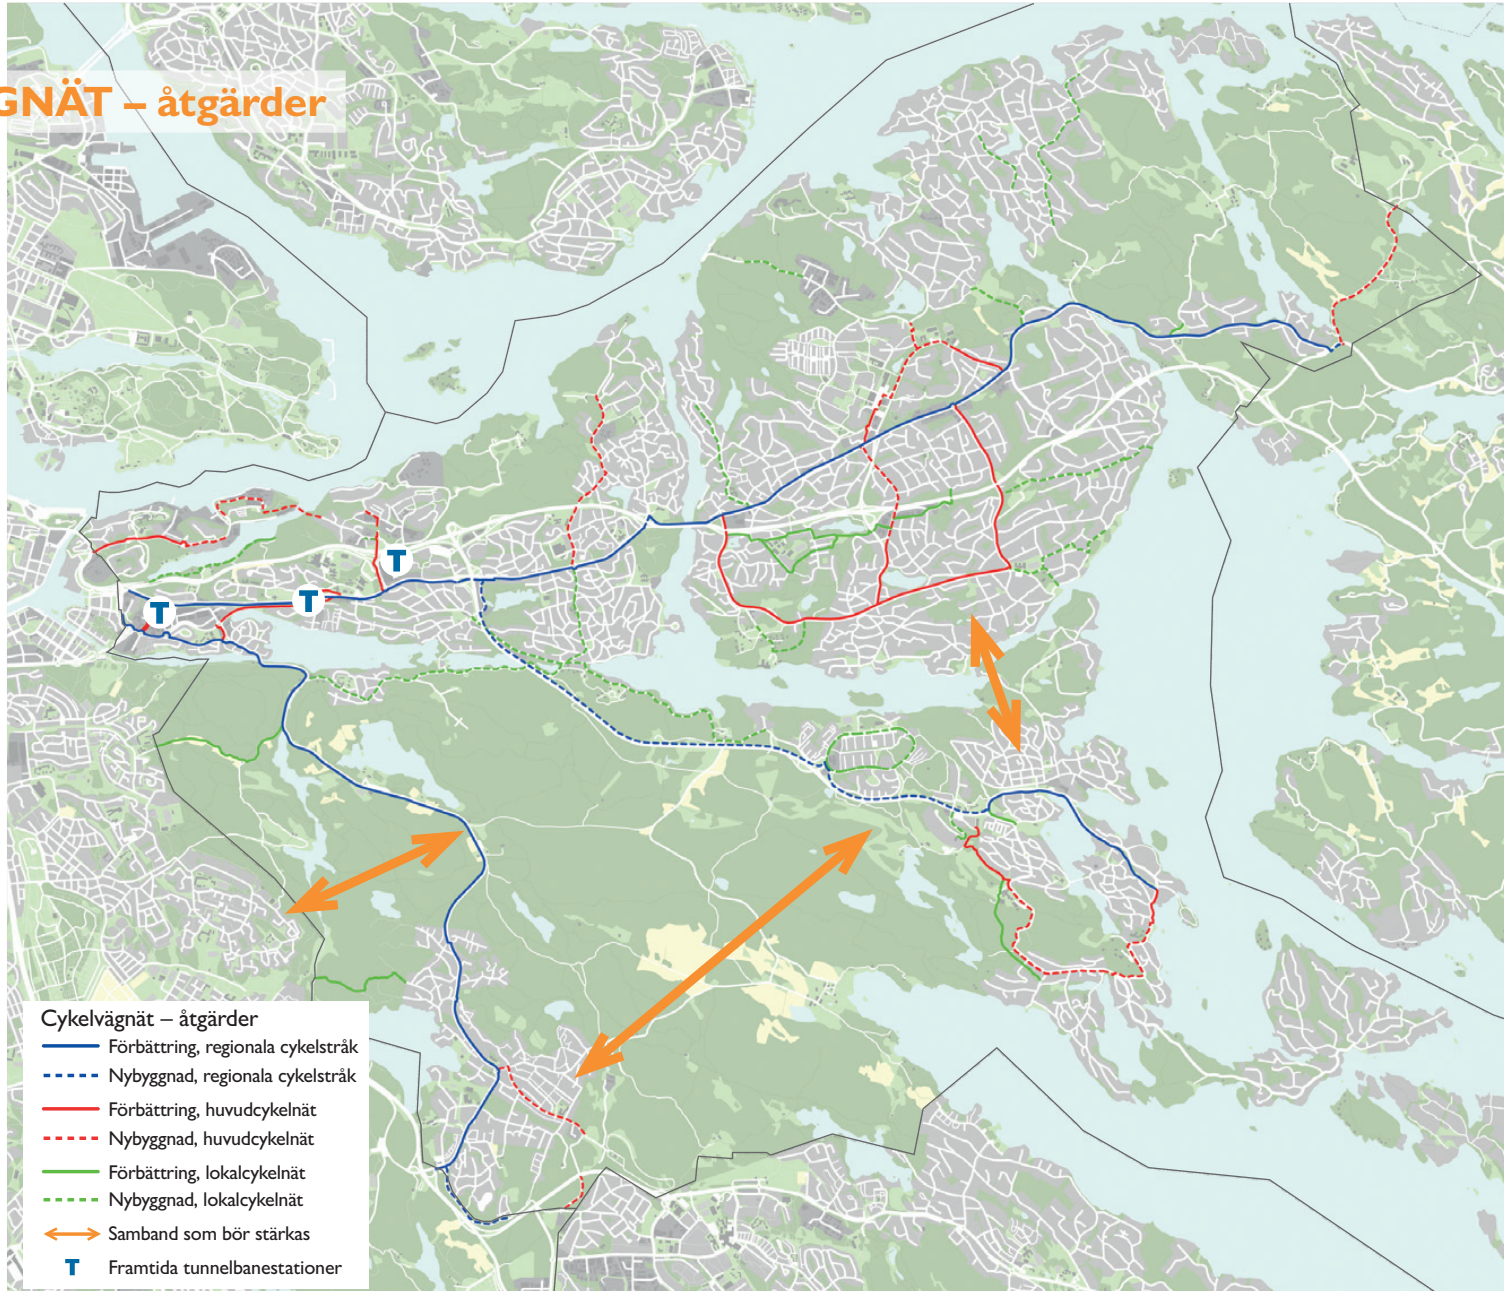 GNÄT – åtgärder
T
T
T
Cykelvägnät – åtgärder
Förbättring, regionala cykelstråk
Nybyggnad, regionala cykelstråk
Förbättring, huvudcykelnät
Nybyggnad, huvudcykelnät
Förbättring, lokalcykelnät
Nybyggnad, lokalcykelnät
Samband som bör stärkas
T Framtida tunnelbanestationer